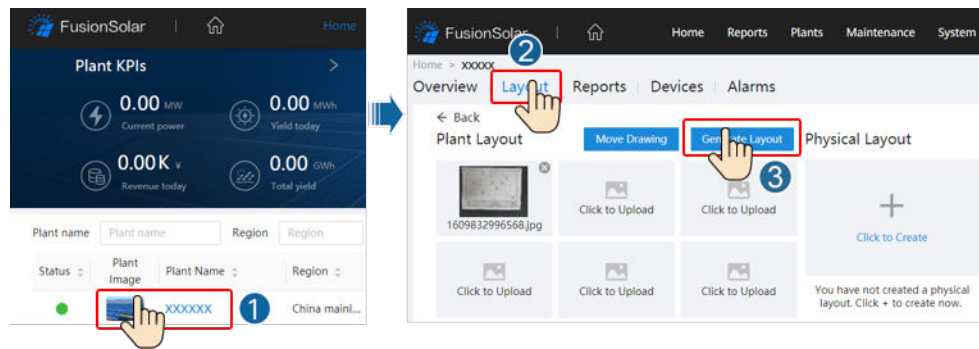 FusionSolar
Home
Plant KPIs
0.00 MW
Current power
0.00 MWh
Yield today
0.00K ¥
Revenue today
0.00 GWh
Total yield
Plant name
Plant name
Region
Region
Status
Plant Image
Plant Name
Region
XXXXXX
1
China mainl...
FusionSolar
2
Home
Reports
Plants
Maintenance
System
Home > XXXXX
Overview
Layout
Reports
Devices
Alarms
← Back
Plant Layout
Move Drawing
Generate Layout
3
Physical Layout
1609832996568.jpg
Click to Upload
Click to Upload
Click to Upload
Click to Upload
Click to Upload
Click to Create
You have not created a physical
layout. Click + to create now.